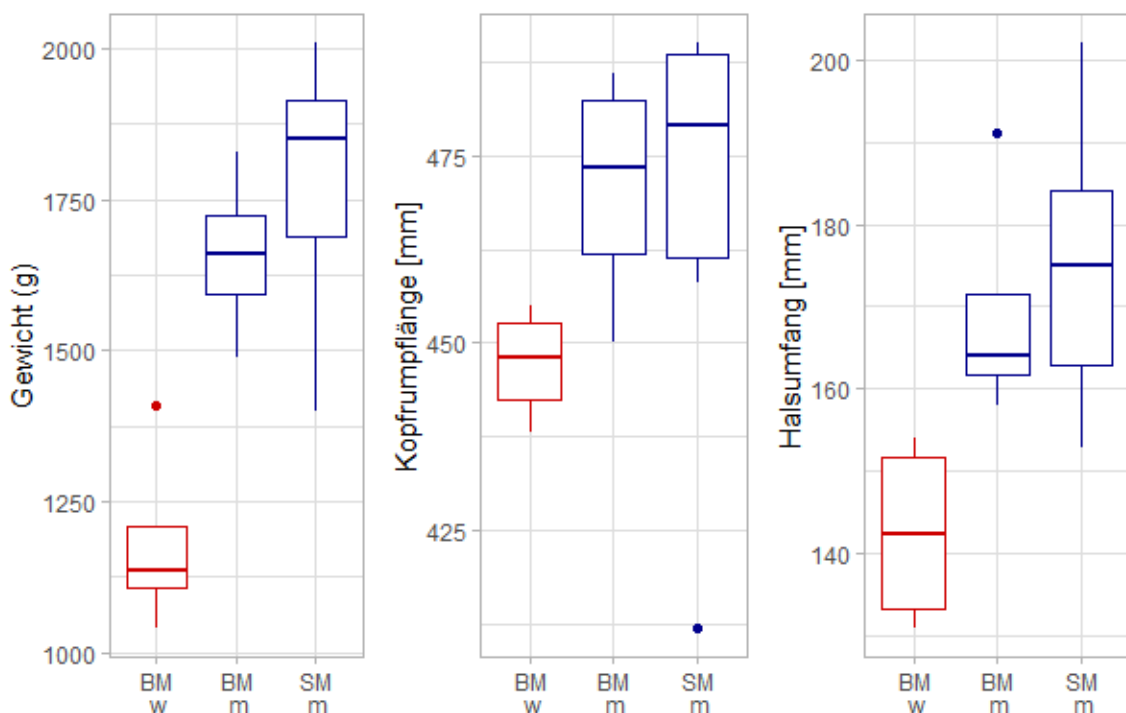 Gewicht (g)
2000
1750
1500
1250
1000
BM BM SM
w m m
Kopfrumpflänge [mm]
475
450
425
BM BM SM
w m m
Halsumfang [mm]
200
180
160
140
BM BM SM
w m m